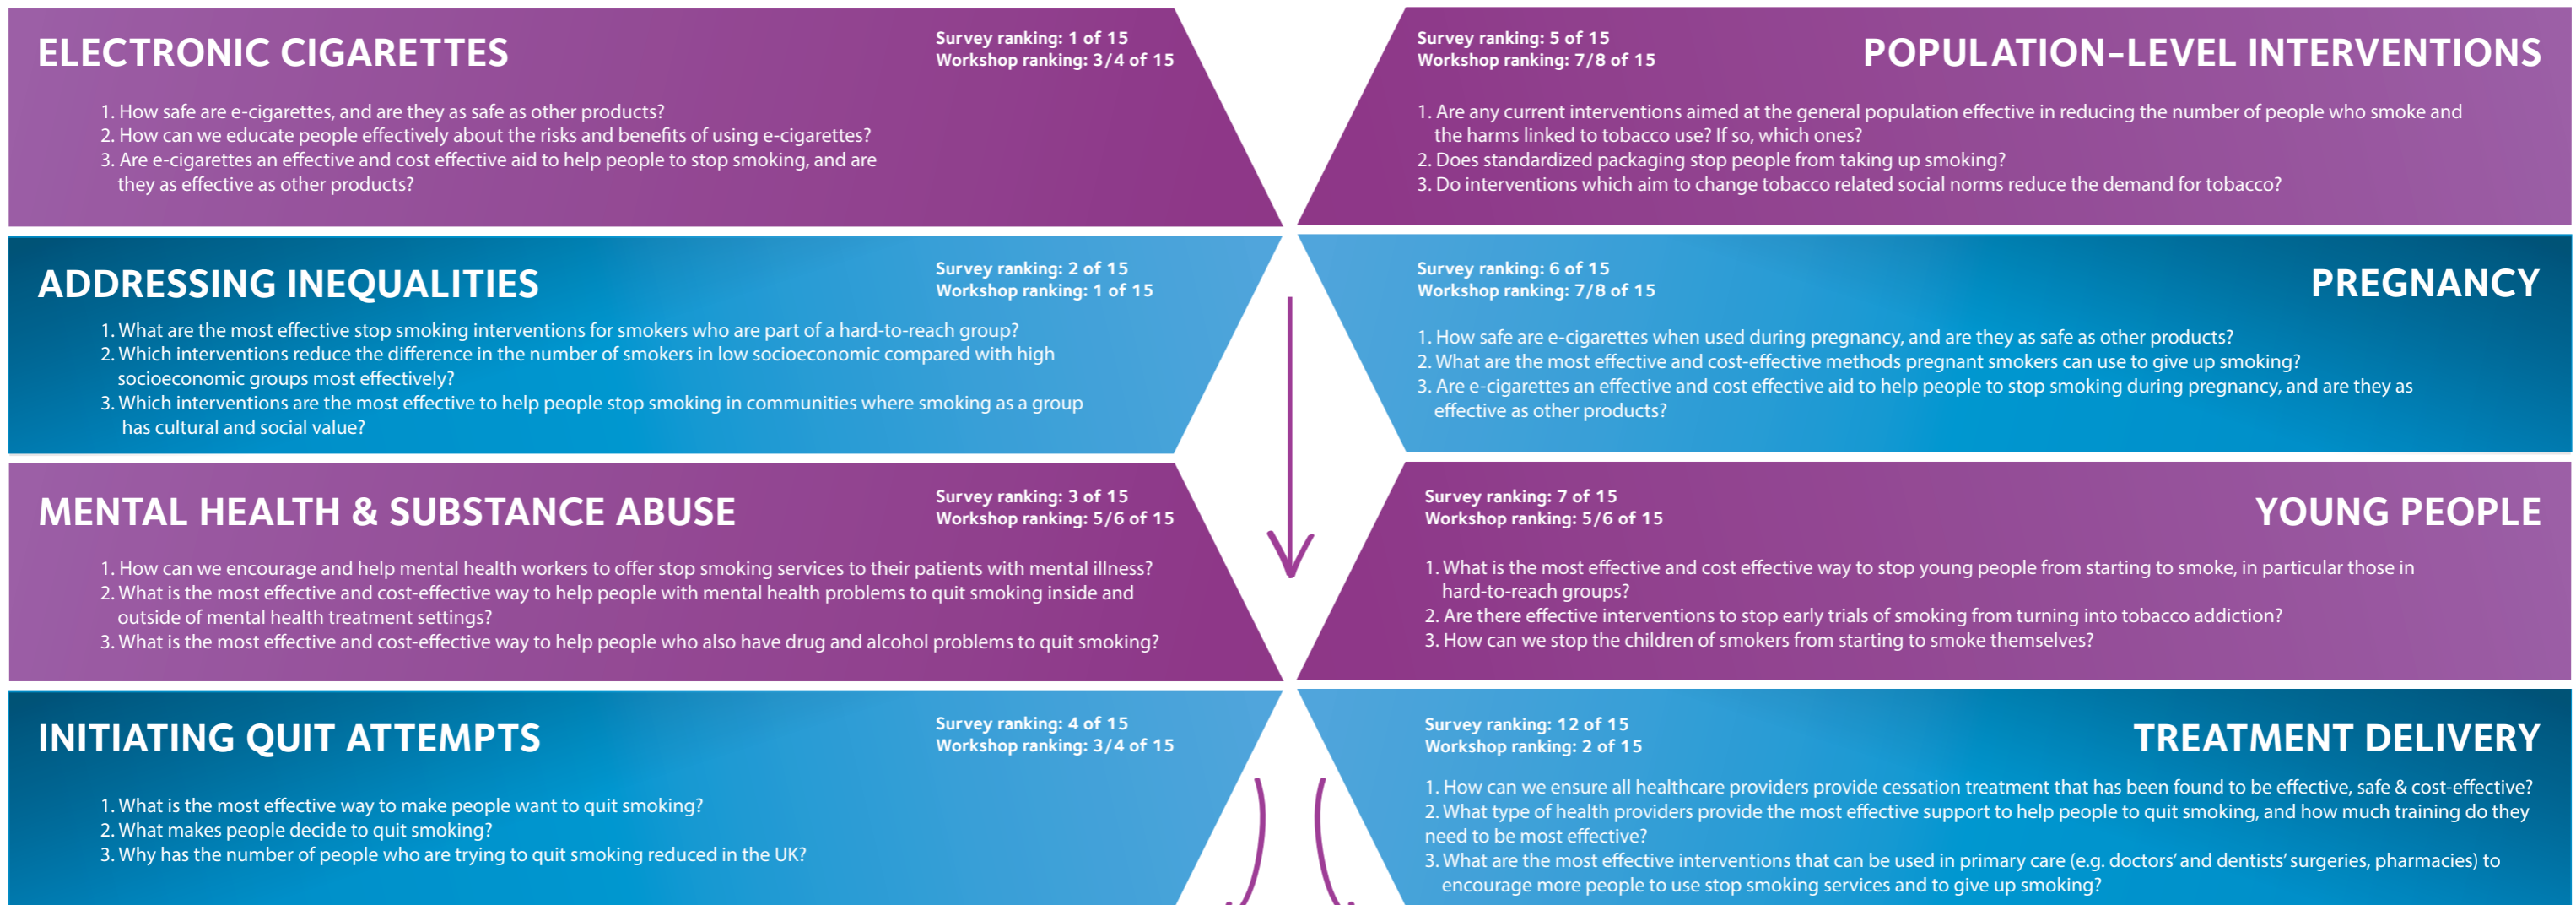 ELECTRONIC CIGARETTES
Survey ranking: 1 of 15
Workshop ranking: 3/4 of 15
1. How safe are e-cigarettes, and are they as safe as other products?
2. How can we educate people effectively about the risks and benefits of using e-cigarettes?
3. Are e-cigarettes an effective and cost effective aid to help people to stop smoking, and are
they as effective as other products?
POPULATION-LEVEL INTERVENTIONS
Survey ranking: 5 of 15
Workshop ranking: 7/8 of 15
1. Are any current interventions aimed at the general population effective in reducing the number of people who smoke and
the harms linked to tobacco use? If so, which ones?
2. Does standardized packaging stop people from taking up smoking?
3. Do interventions which aim to change tobacco related social norms reduce the demand for tobacco?
ADDRESSING INEQUALITIES
Survey ranking: 2 of 15
Workshop ranking: 1 of 15
1. What are the most effective stop smoking interventions for smokers who are part of a hard-to-reach group?
2. Which interventions reduce the difference in the number of smokers in low socioeconomic compared with high
socioeconomic groups most effectively?
3. Which interventions are the most effective to help people stop smoking in communities where smoking as a group
has cultural and social value?
PREGNANCY
Survey ranking: 6 of 15
Workshop ranking: 7/8 of 15
1. How safe are e-cigarettes when used during pregnancy, and are they as safe as other products?
2. What are the most effective and cost-effective methods pregnant smokers can use to give up smoking?
3. Are e-cigarettes an effective and cost effective aid to help people to stop smoking during pregnancy, and are they as
effective as other products?
MENTAL HEALTH & SUBSTANCE ABUSE
Survey ranking: 3 of 15
Workshop ranking: 5/6 of 15
1. How can we encourage and help mental health workers to offer stop smoking services to their patients with mental illness?
2. What is the most effective and cost-effective way to help people with mental health problems to quit smoking inside and
outside of mental health treatment settings?
3. What is the most effective and cost-effective way to help people who also have drug and alcohol problems to quit smoking?
YOUNG PEOPLE
Survey ranking: 7 of 15
Workshop ranking: 5/6 of 15
1. What is the most effective and cost effective way to stop young people from starting to smoke, in particular those in
hard-to-reach groups?
2. Are there effective interventions to stop early trials of smoking from turning into tobacco addiction?
3. How can we stop the children of smokers from starting to smoke themselves?
INITIATING QUIT ATTEMPTS
Survey ranking: 4 of 15
Workshop ranking: 3/4 of 15
1. What is the most effective way to make people want to quit smoking?
2. What makes people decide to quit smoking?
3. Why has the number of people who are trying to quit smoking reduced in the UK?
TREATMENT DELIVERY
Survey ranking: 12 of 15
Workshop ranking: 2 of 15
1. How can we ensure all healthcare providers provide cessation treatment that has been found to be effective, safe & cost-effective?
2. What type of health providers provide the most effective support to help people to quit smoking, and how much training do they
need to be most effective?
3. What are the most effective interventions that can be used in primary care (e.g. doctors' and dentists' surgeries, pharmacies) to
encourage more people to use stop smoking services and to give up smoking?